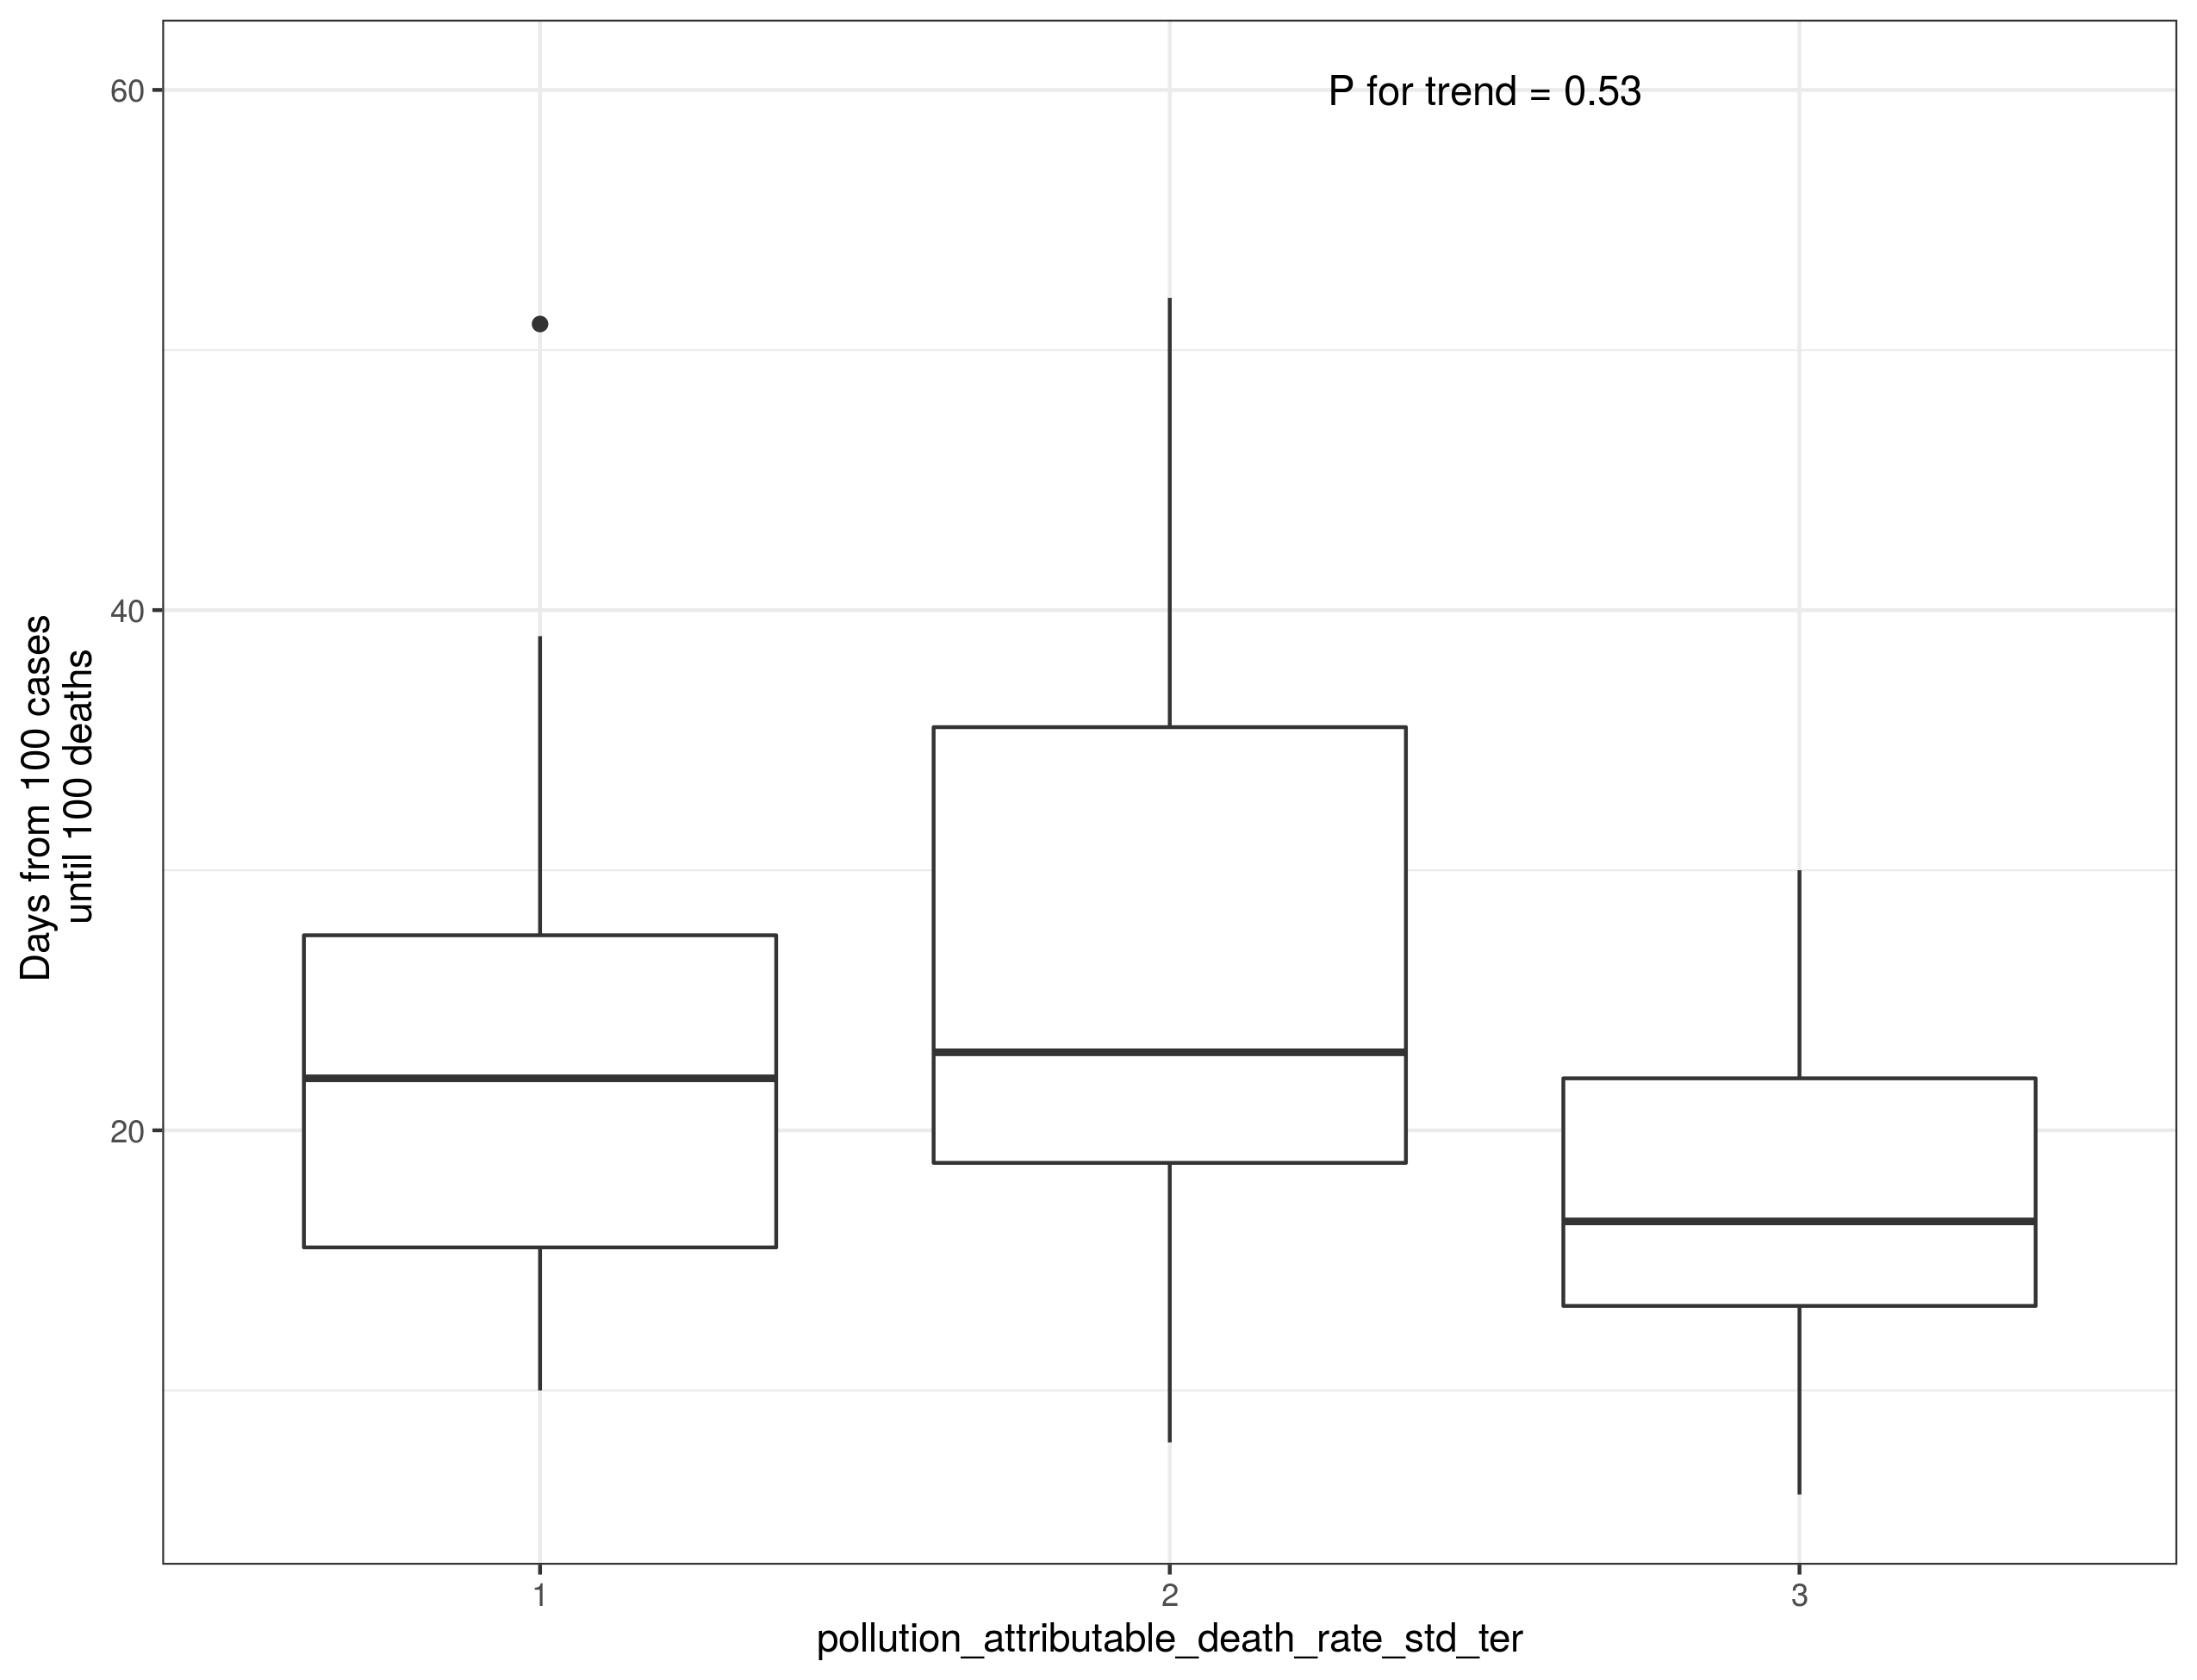 P for trend = 0.53
60
40
20
Days from 100 cases
until 100 deaths
1
2
3
pollution_attributable_death_rate_std_ter